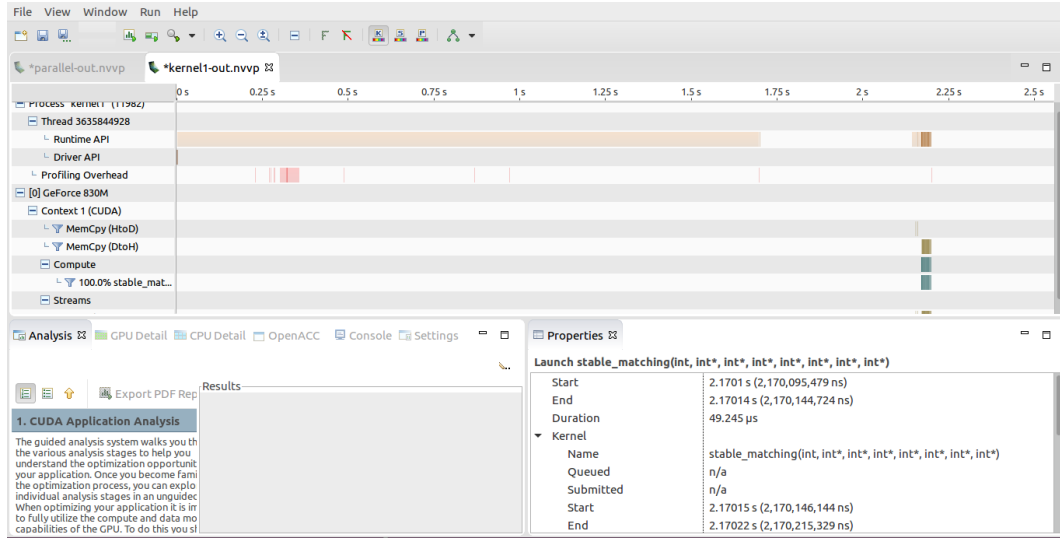 File View Window Run Help
*parallel-out.nvvp *kernel1-out.nvvp
0 s 0.25 s 0.5 s 0.75 s 1 s 1.25 s 1.5 s 1.75 s 2 s 2.25 s 2.5 s
Process "kernel1" (11982)
Thread 3635844928
Runtime API
Driver API
Profiling Overhead
[0] GeForce 830M
Context 1 (CUDA)
MemCpy (HtoD)
MemCpy (DtoH)
Compute
100.0% stable_mat...
Streams
Analysis GPU Detail CPU Detail OpenACC Console Settings
Export PDF Rep
Results
1. CUDA Application Analysis
The guided analysis system walks you th
the various analysis stages to help you
understand the optimization opportunit
your application. Once you become fami
the optimization process, you can explo
individual analysis stages in an unguided
When optimizing your application it is im
to fully utilize the compute and data mo
capabilities of the GPU. To do this you sh
Properties
Launch stable_matching(int, int*, int*, int*, int*, int*, int*, int*)
Start 2.1701 s (2,170,095,479 ns)
End 2.17014 s (2,170,144,724 ns)
Duration 49.245 µs
Kernel
Name stable_matching(int, int*, int*, int*, int*, int*, int*, int*)
Queued n/a
Submitted n/a
Start 2.17015 s (2,170,146,144 ns)
End 2.17022 s (2,170,215,329 ns)